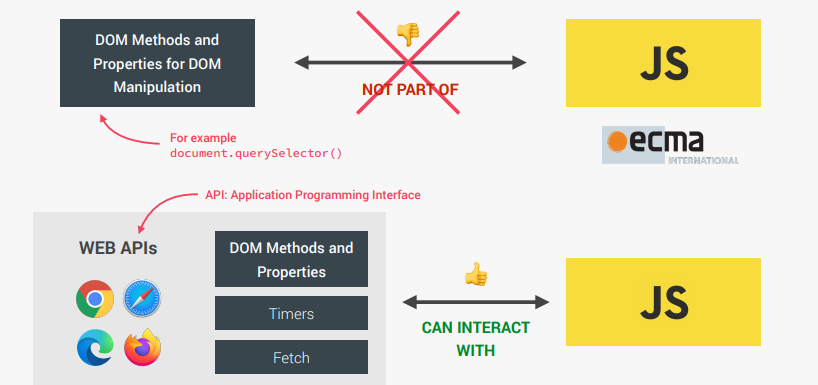 DOM Methods and
Properties for DOM
Manipulation
NOT PART OF
JS
ecma
INTERNATIONAL
For example
document.querySelector()
API: Application Programming Interface
WEB APIs
DOM Methods and
Properties
Timers
Fetch
CAN INTERACT
WITH
JS